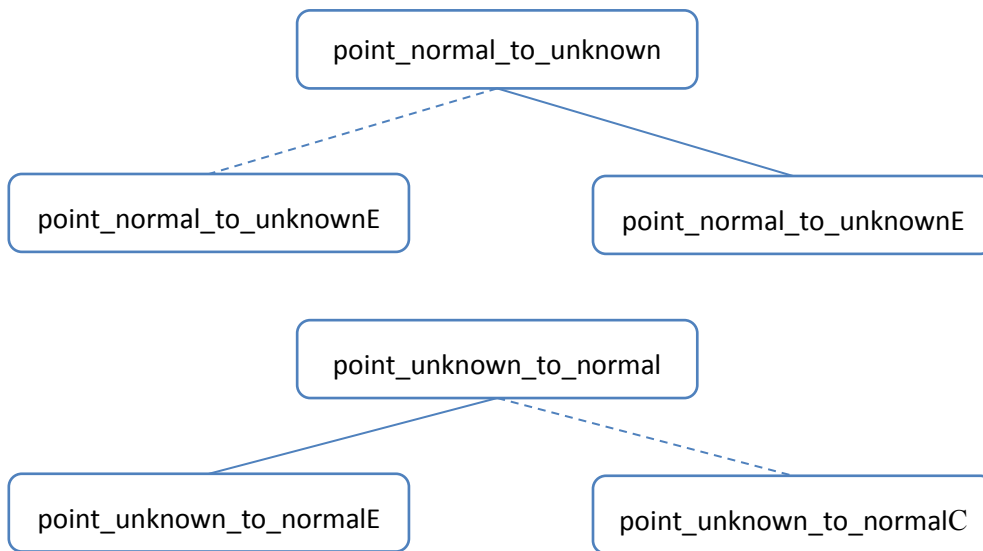 point_normal_to_unknown
point_normal_to_unknownE
point_normal_to_unknownE
point_unknown_to_normal
point_unknown_to_normalE
point_unknown_to_normalC